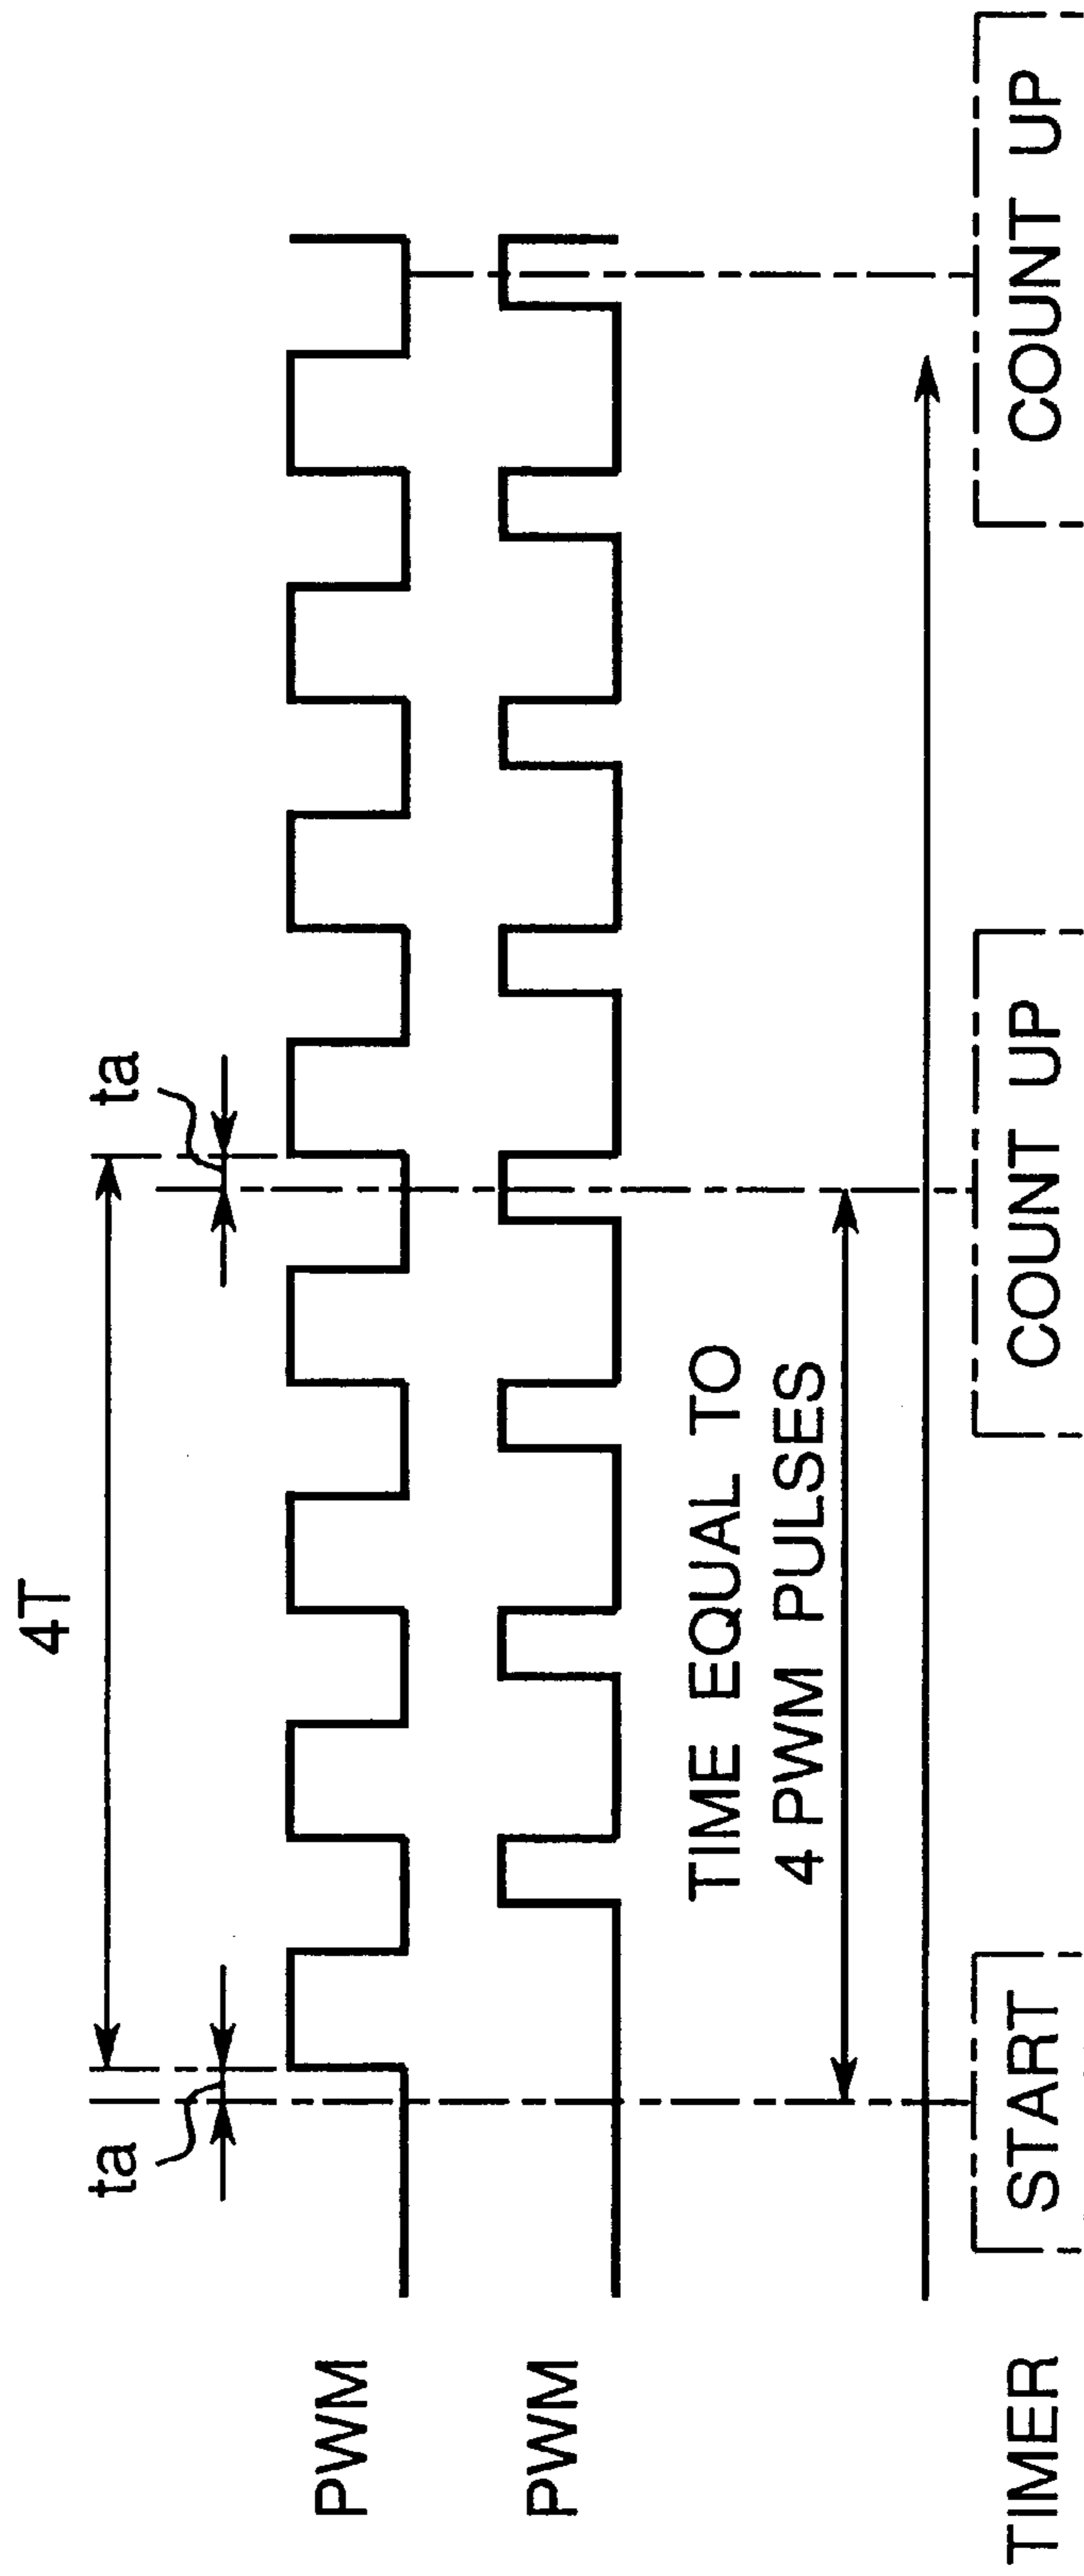 4T
ta
ta
PWM
PWM
TIME EQUAL TO
4 PWM PULSES
TIMER
START
COUNT UP
COUNT UP